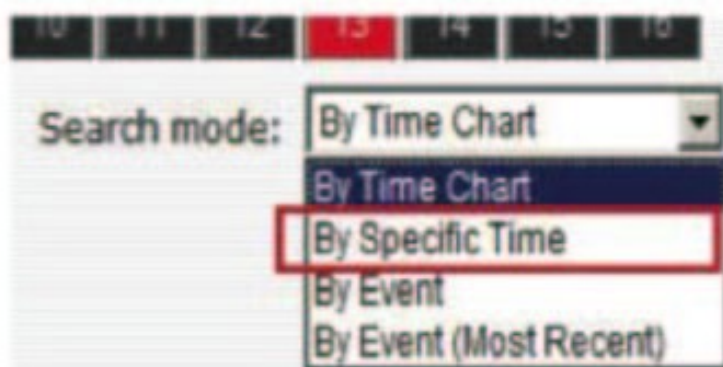 10 11 12 13 14 15 16
Search mode: By Time Chart
By Time Chart
By Specific Time
By Event
By Event (Most Recent)